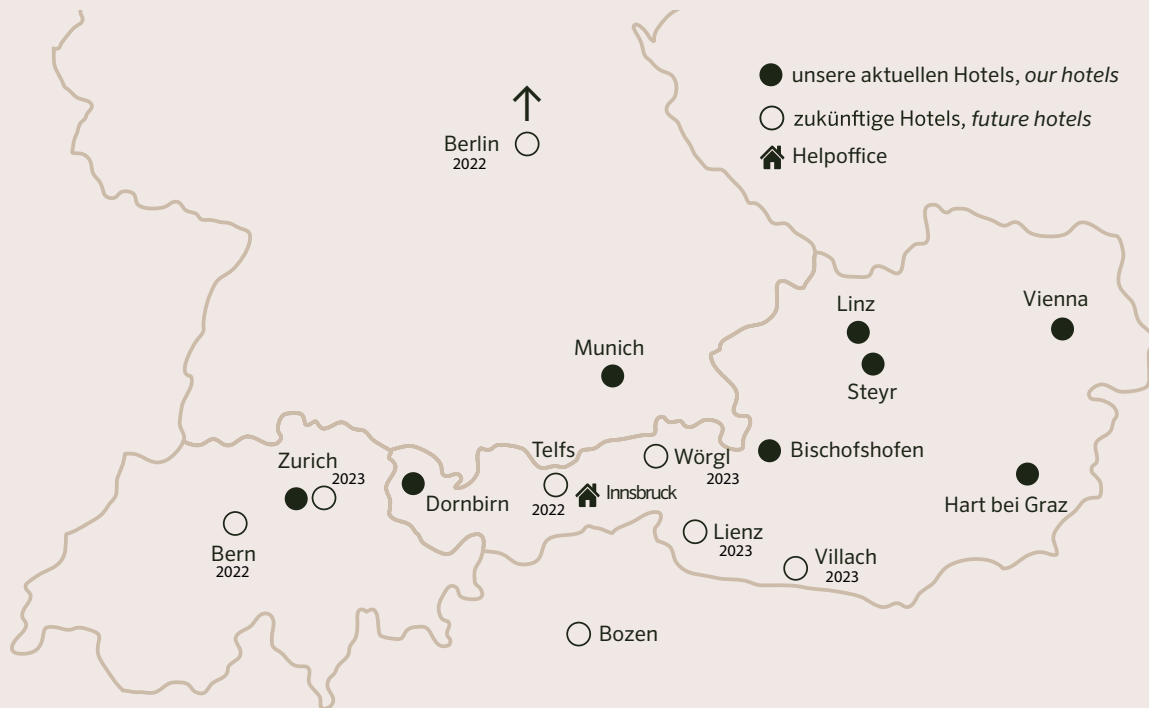 unsere aktuellen Hotels, our hotels
zukünftige Hotels, future hotels
Helpoffice
Berlin
2022
Linz
Vienna
Munich
Steyr
Telfs
Wörgl
2023
Bischofshofen
Zurich
2023
Dornbirn
2022
Innsbruck
Hart bei Graz
Bern
2022
Lienz
2023
Villach
2023
Bozen